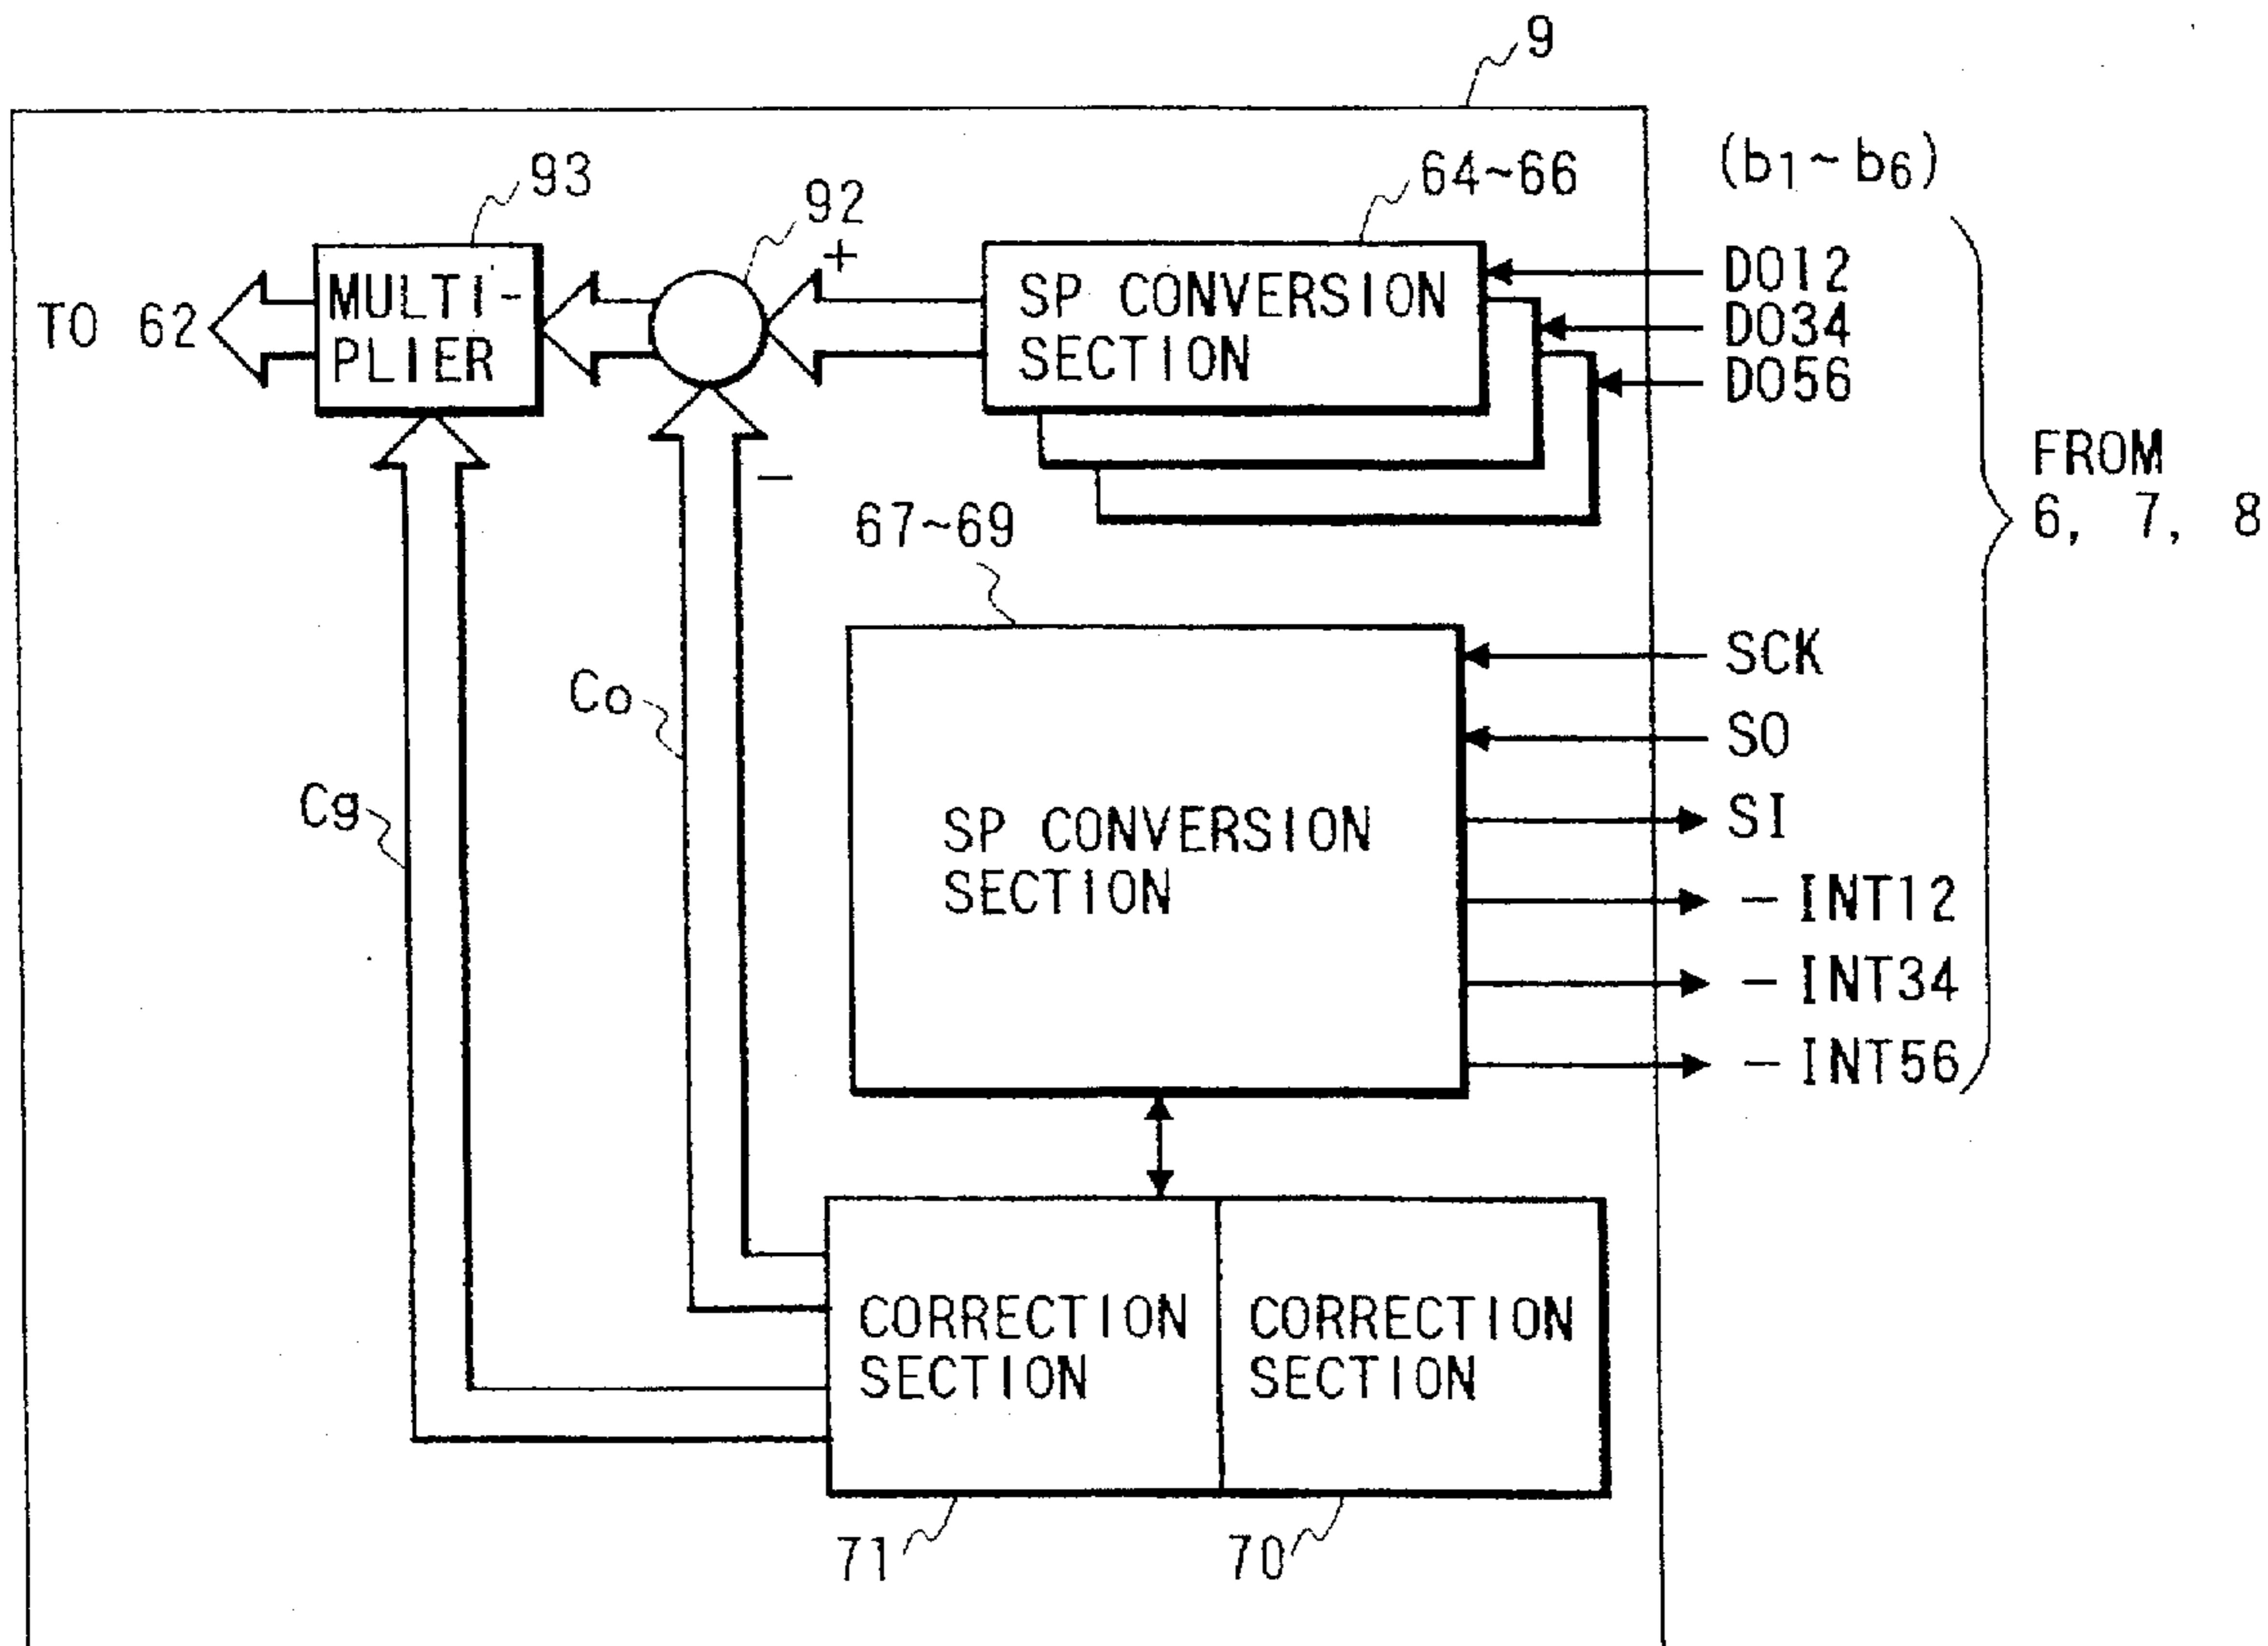 9
93
92
64~66
(b1~b6)
+
DO12
DO34
DO56
TO 62
MULTI-
PLIER
SP CONVERSION
SECTION
FROM
6, 7, 8
−
67~69
SCK
SO
SI
−INT12
−INT34
−INT56
Co
Cg
SP CONVERSION
SECTION
CORRECTION
SECTION
CORRECTION
SECTION
71
70